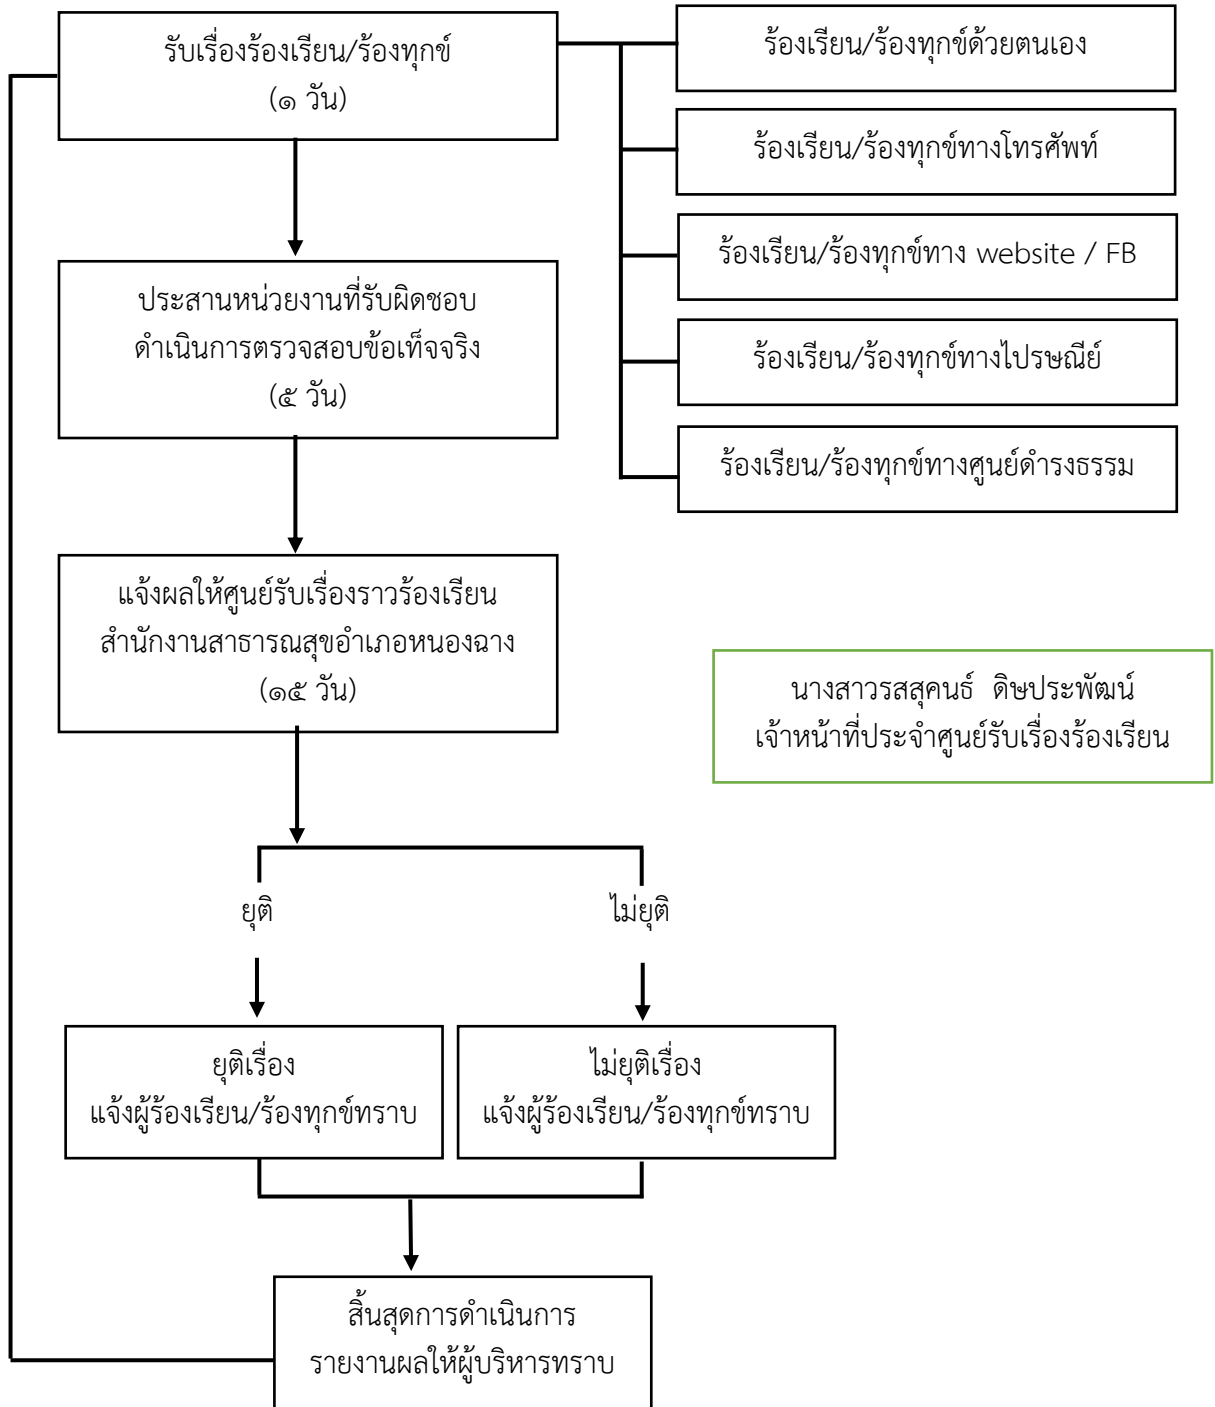 รับเรื่องร้องเรียน/ร้องทุกข์
(๑ วัน)
ร้องเรียน/ร้องทุกข์ด้วยตนเอง
ร้องเรียน/ร้องทุกข์ทางโทรศัพท์
ร้องเรียน/ร้องทุกข์ทาง website / FB
ร้องเรียน/ร้องทุกข์ทางไปรษณีย์
ร้องเรียน/ร้องทุกข์ทางศูนย์ดำรงธรรม
ประสานหน่วยงานที่รับผิดชอบ
ดำเนินการตรวจสอบข้อเท็จจริง
(๕ วัน)
แจ้งผลให้ศูนย์รับเรื่องราวร้องเรียน
สำนักงานสาธารณสุขอำเภอหนองฉาง
(๑๕ วัน)
นางสาวรสสุคนธ์ ดิษประพัฒน์
เจ้าหน้าที่ประจำศูนย์รับเรื่องร้องเรียน
ยุติ
ไม่ยุติ
ยุติเรื่อง
แจ้งผู้ร้องเรียน/ร้องทุกข์ทราบ
ไม่ยุติเรื่อง
แจ้งผู้ร้องเรียน/ร้องทุกข์ทราบ
สิ้นสุดการดำเนินการ
รายงานผลให้ผู้บริหารทราบ